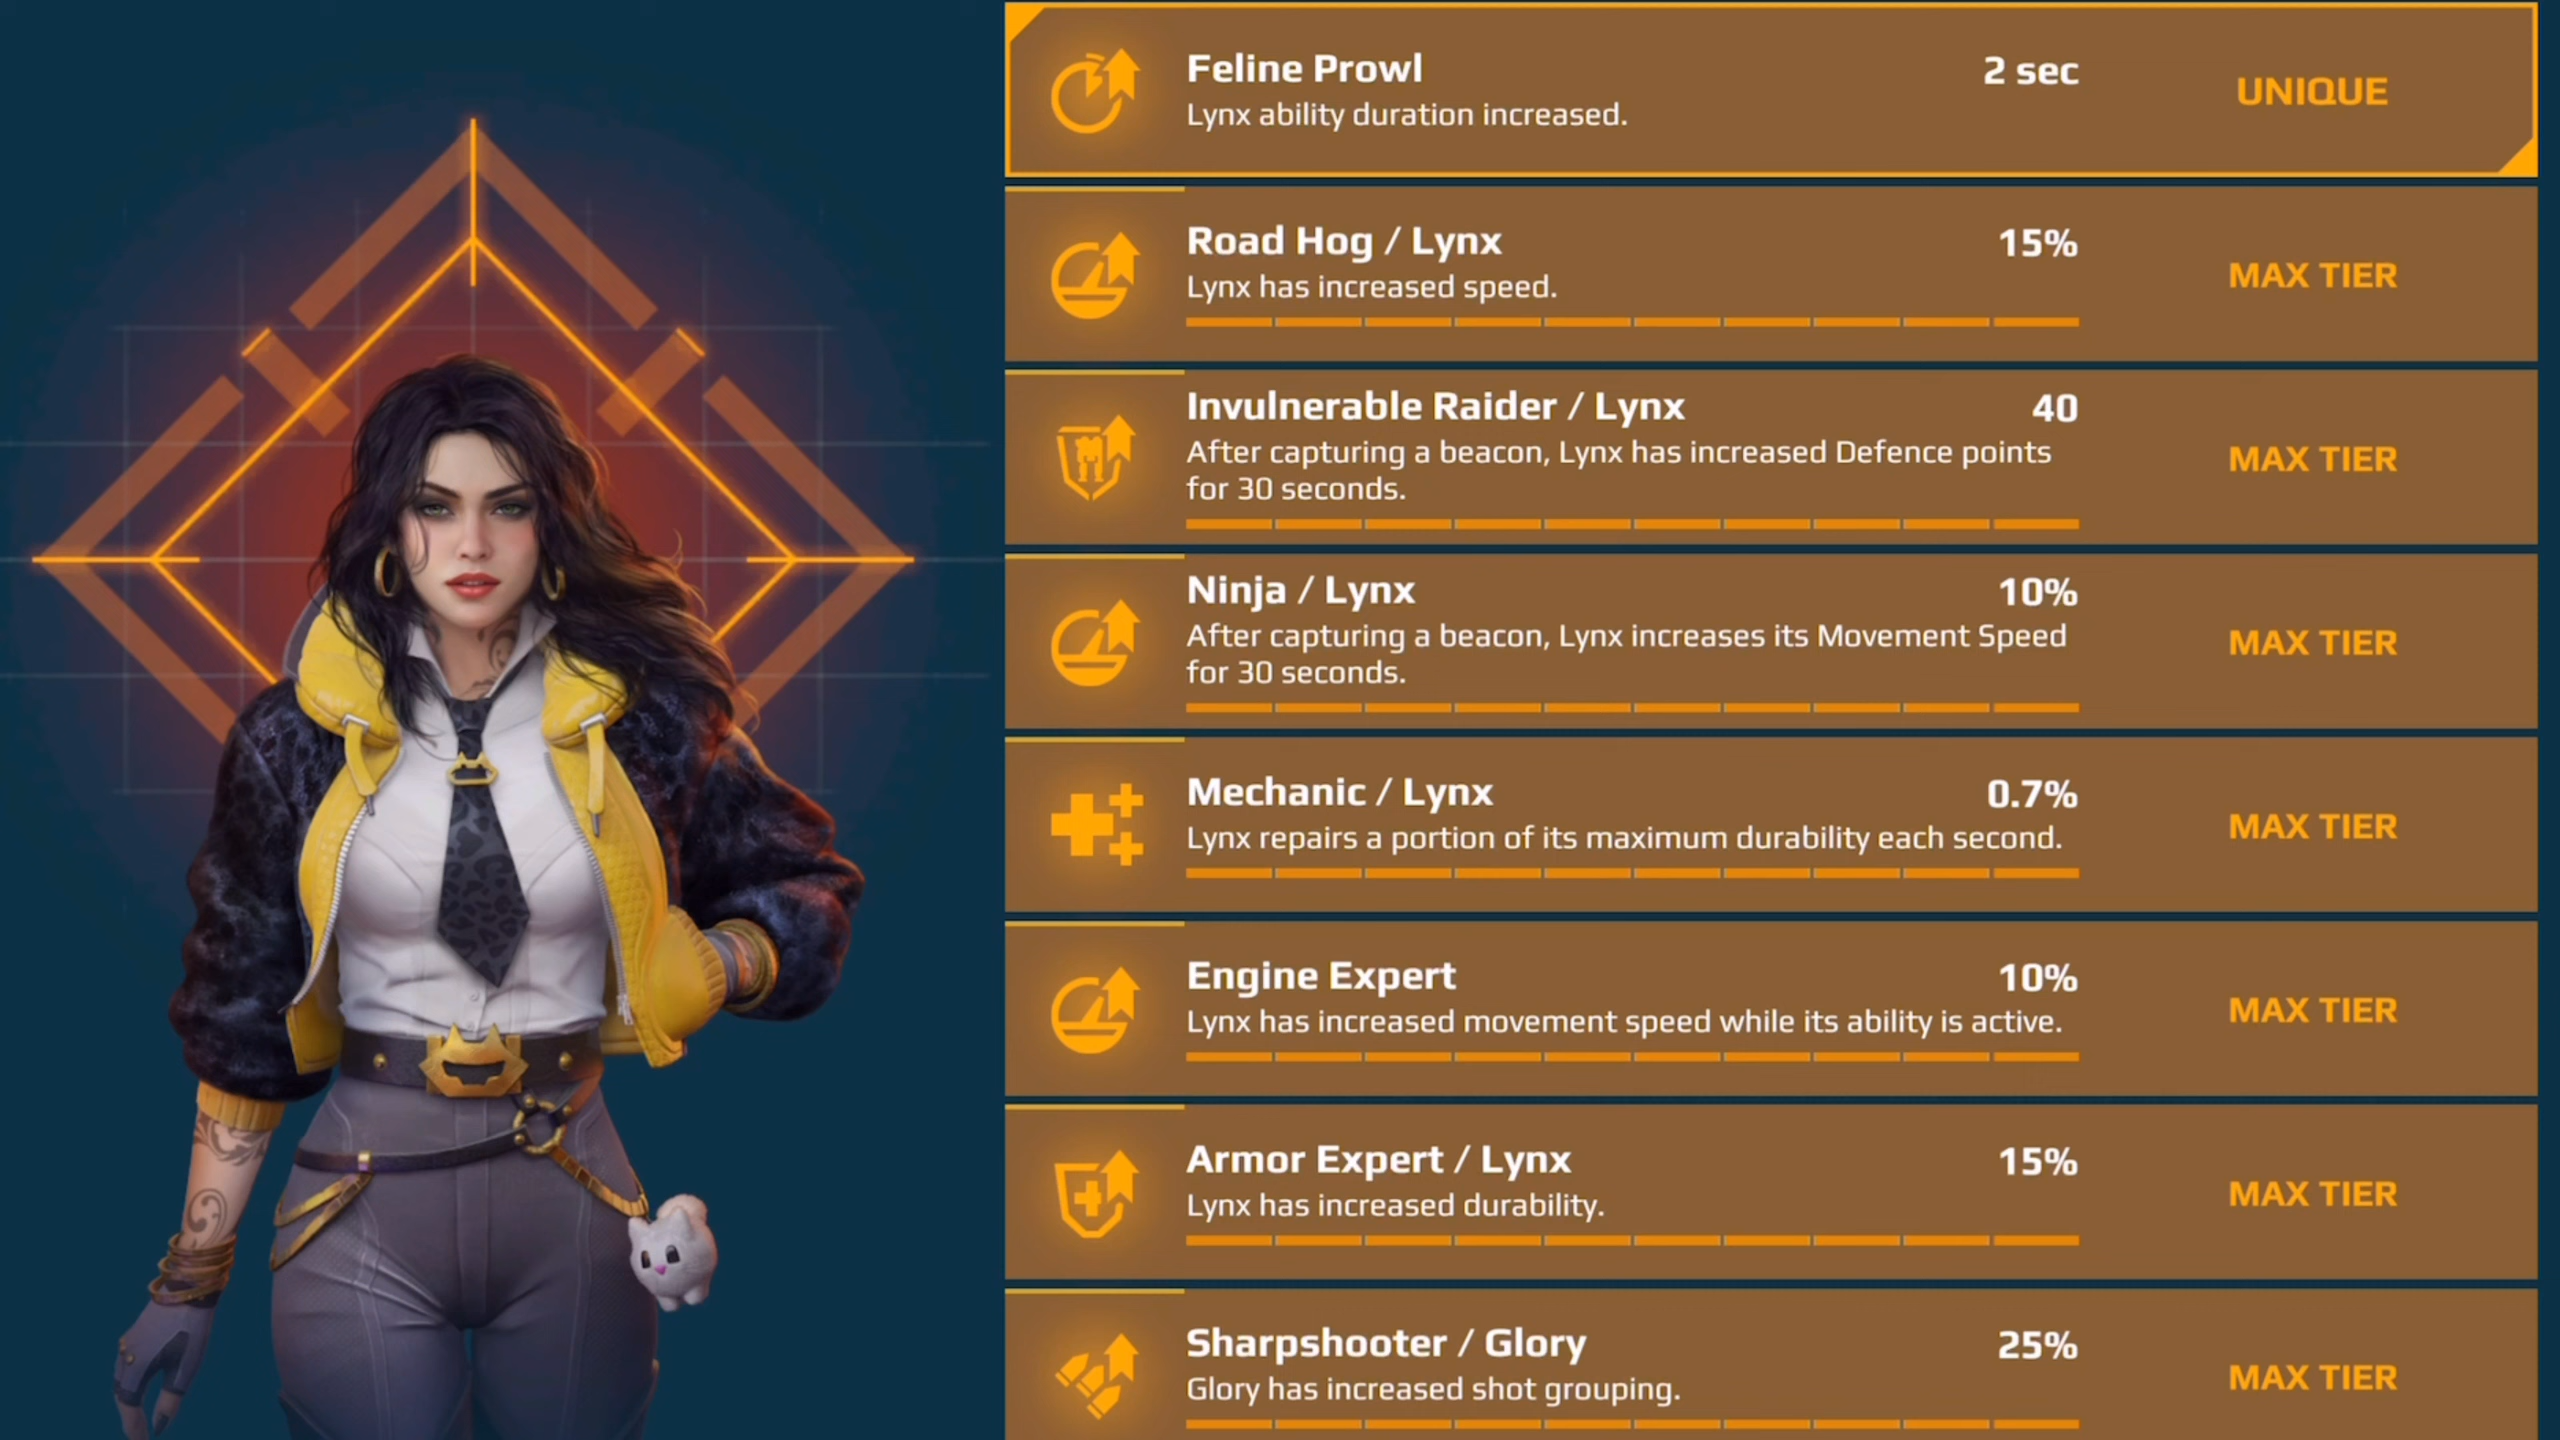 Feline Prowl
2 sec
Lynx ability duration increased.
UNIQUE
Road Hog / Lynx
15%
Lynx has increased speed.
MAX TIER
Invulnerable Raider / Lynx
40
After capturing a beacon, Lynx has increased Defence points
for 30 seconds.
MAX TIER
Ninja / Lynx
10%
After capturing a beacon, Lynx increases its Movement Speed
for 30 seconds.
MAX TIER
Mechanic / Lynx
0.7%
Lynx repairs a portion of its maximum durability each second.
MAX TIER
Engine Expert
10%
Lynx has increased movement speed while its ability is active.
MAX TIER
Armor Expert / Lynx
15%
Lynx has increased durability.
MAX TIER
Sharpshooter / Glory
25%
Glory has increased shot grouping.
MAX TIER